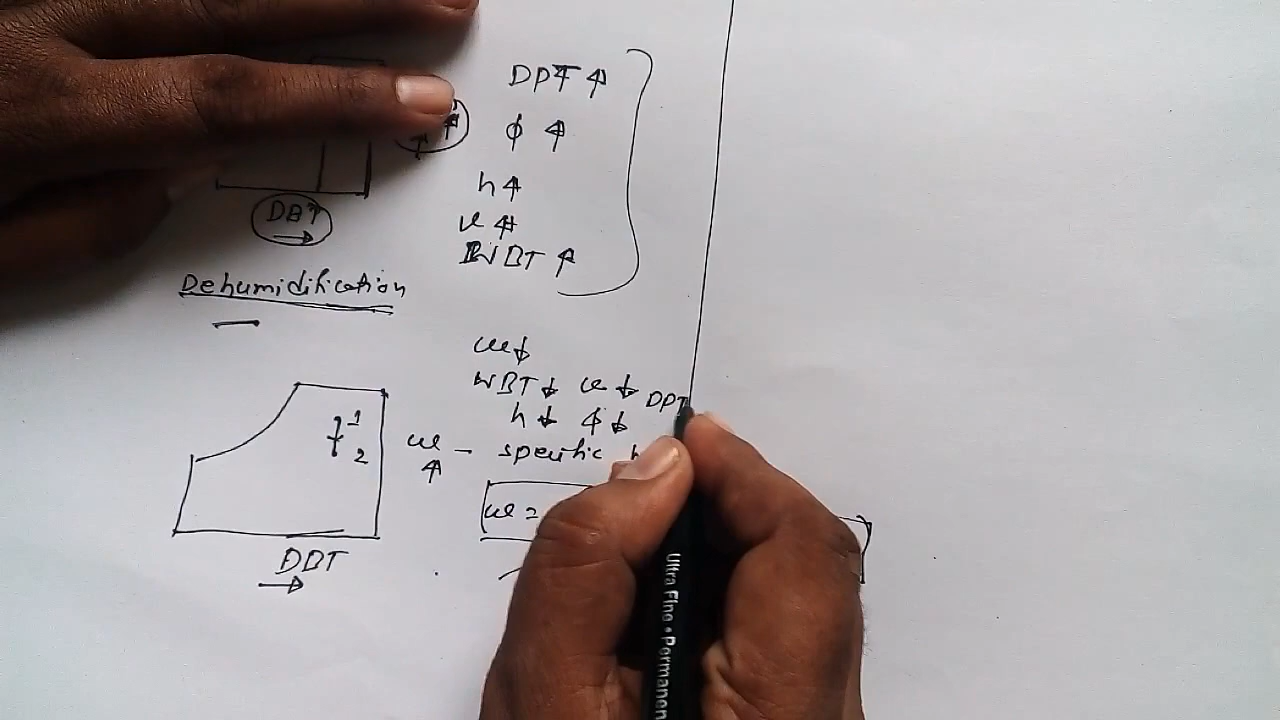 DPT ↑
ϕ ↑
h ↑
DBT
→
v ↑
WBT ↑
Dehumidification
ω ↓
WBT ↓ v ↓ DPT
h ↓ ϕ ↓
1
2
ω – specific
↑
ω =
DBT
→
Ultra Fine • Permanen